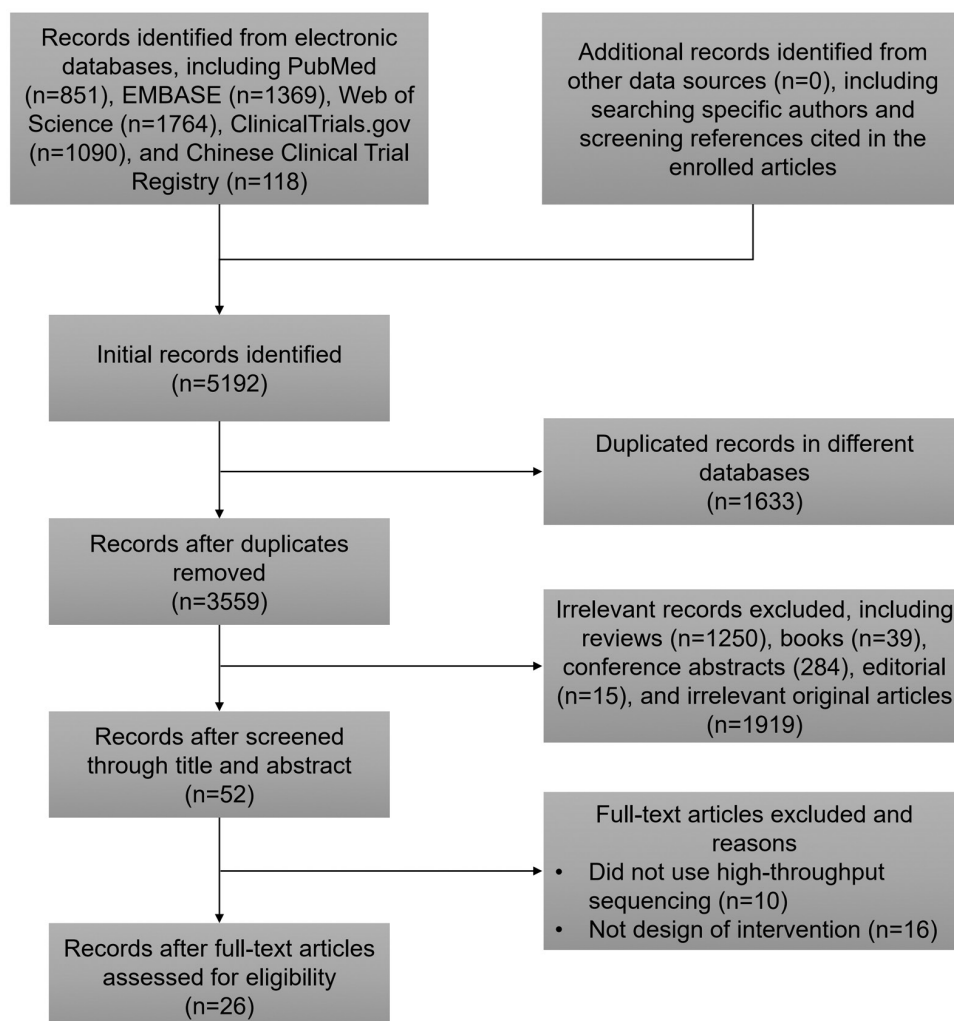 Records identified from electronic
databases, including PubMed
(n=851), EMBASE (n=1369), Web of
Science (n=1764), ClinicalTrials.gov
(n=1090), and Chinese Clinical Trial
Registry (n=118)
Additional records identified from
other data sources (n=0), including
searching specific authors and
screening references cited in the
enrolled articles
Initial records identified
(n=5192)
Duplicated records in different
databases
(n=1633)
Records after duplicates
removed
(n=3559)
Irrelevant records excluded, including
reviews (n=1250), books (n=39),
conference abstracts (284), editorial
(n=15), and irrelevant original articles
(n=1919)
Records after screened
through title and abstract
(n=52)
Full-text articles excluded and
reasons
• Did not use high-throughput
sequencing (n=10)
• Not design of intervention (n=16)
Records after full-text articles
assessed for eligibility
(n=26)